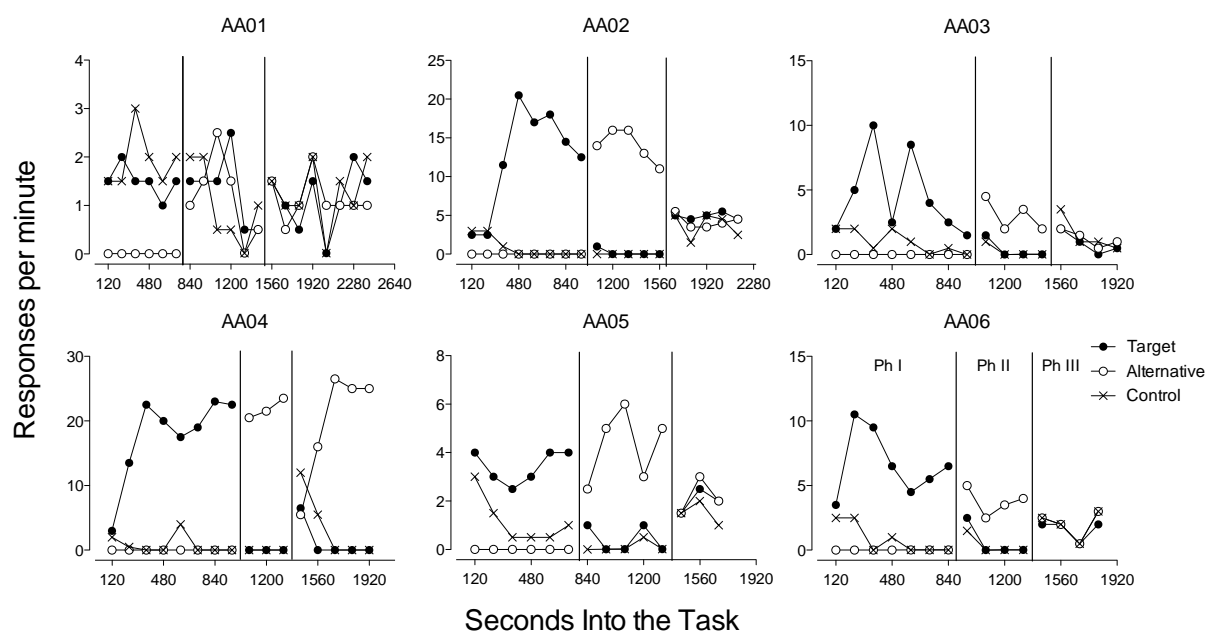 AA01
AA02
AA03
4
3
2
1
0
120 480 840 1200 1560 1920 2280 2640
25
20
15
10
5
0
120 480 840 1200 1560 1920 2280
15
10
5
0
120 480 840 1200 1560 1920
Responses per minute
AA04
AA05
AA06
30
20
10
0
120 480 840 1200 1560 1920
8
6
4
2
0
120 480 840 1200 1560 1920
15
10
5
0
Ph I Ph II Ph III
120 480 840 1200 1560 1920
Target
Alternative
Control
Seconds Into the Task